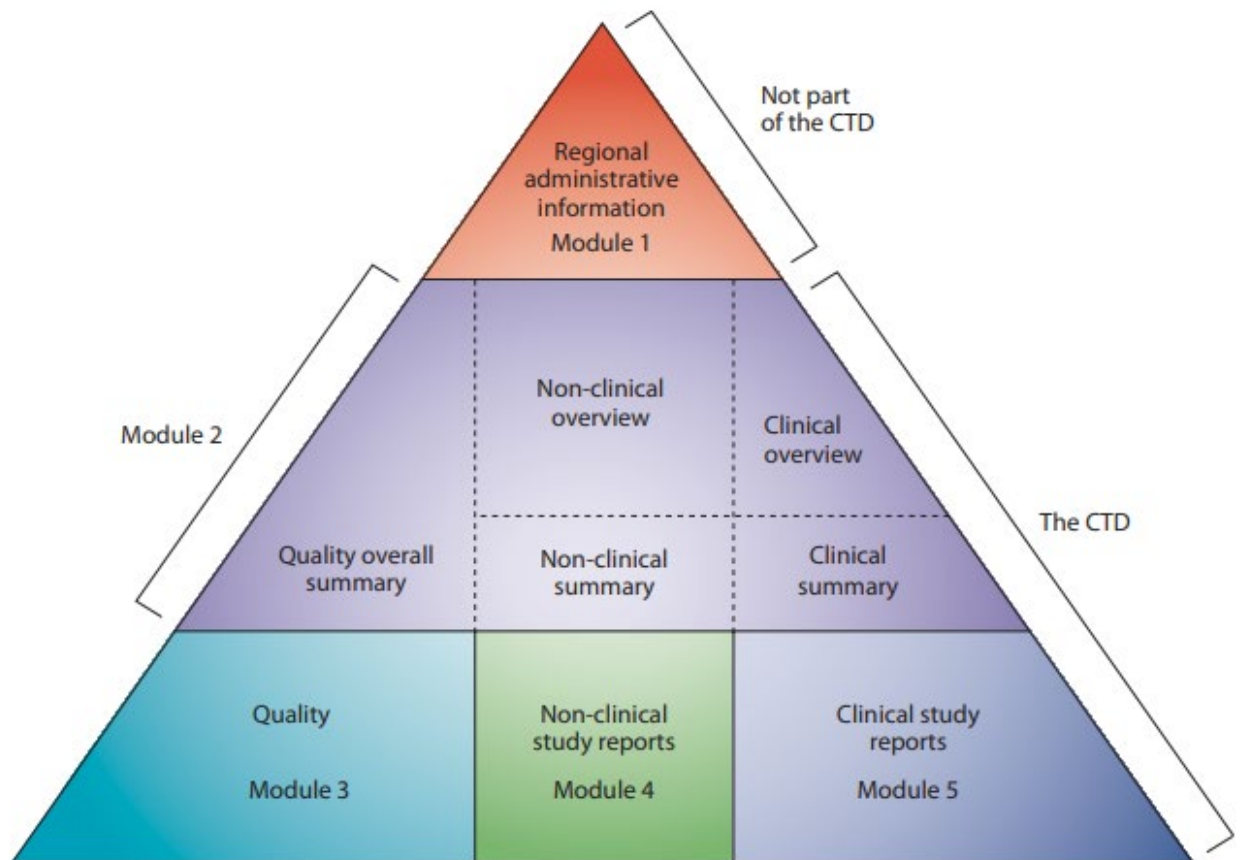 Not part
of the CTD
Regional
administrative
information
Module 1
Non-clinical
overview
Clinical
overview
Module 2
The CTD
Quality overall
summary
Non-clinical
summary
Clinical
summary
Quality
Module 3
Non-clinical
study reports
Module 4
Clinical study
reports
Module 5